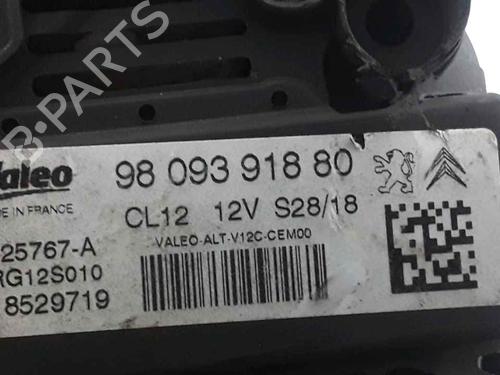 B-PARTS
Valeo
98 093 918 80
MADE IN FRANCE
CL12 12V S28/18
VALEO-ALT-V12C-CEM00
25767-A
RG12S010
8529719